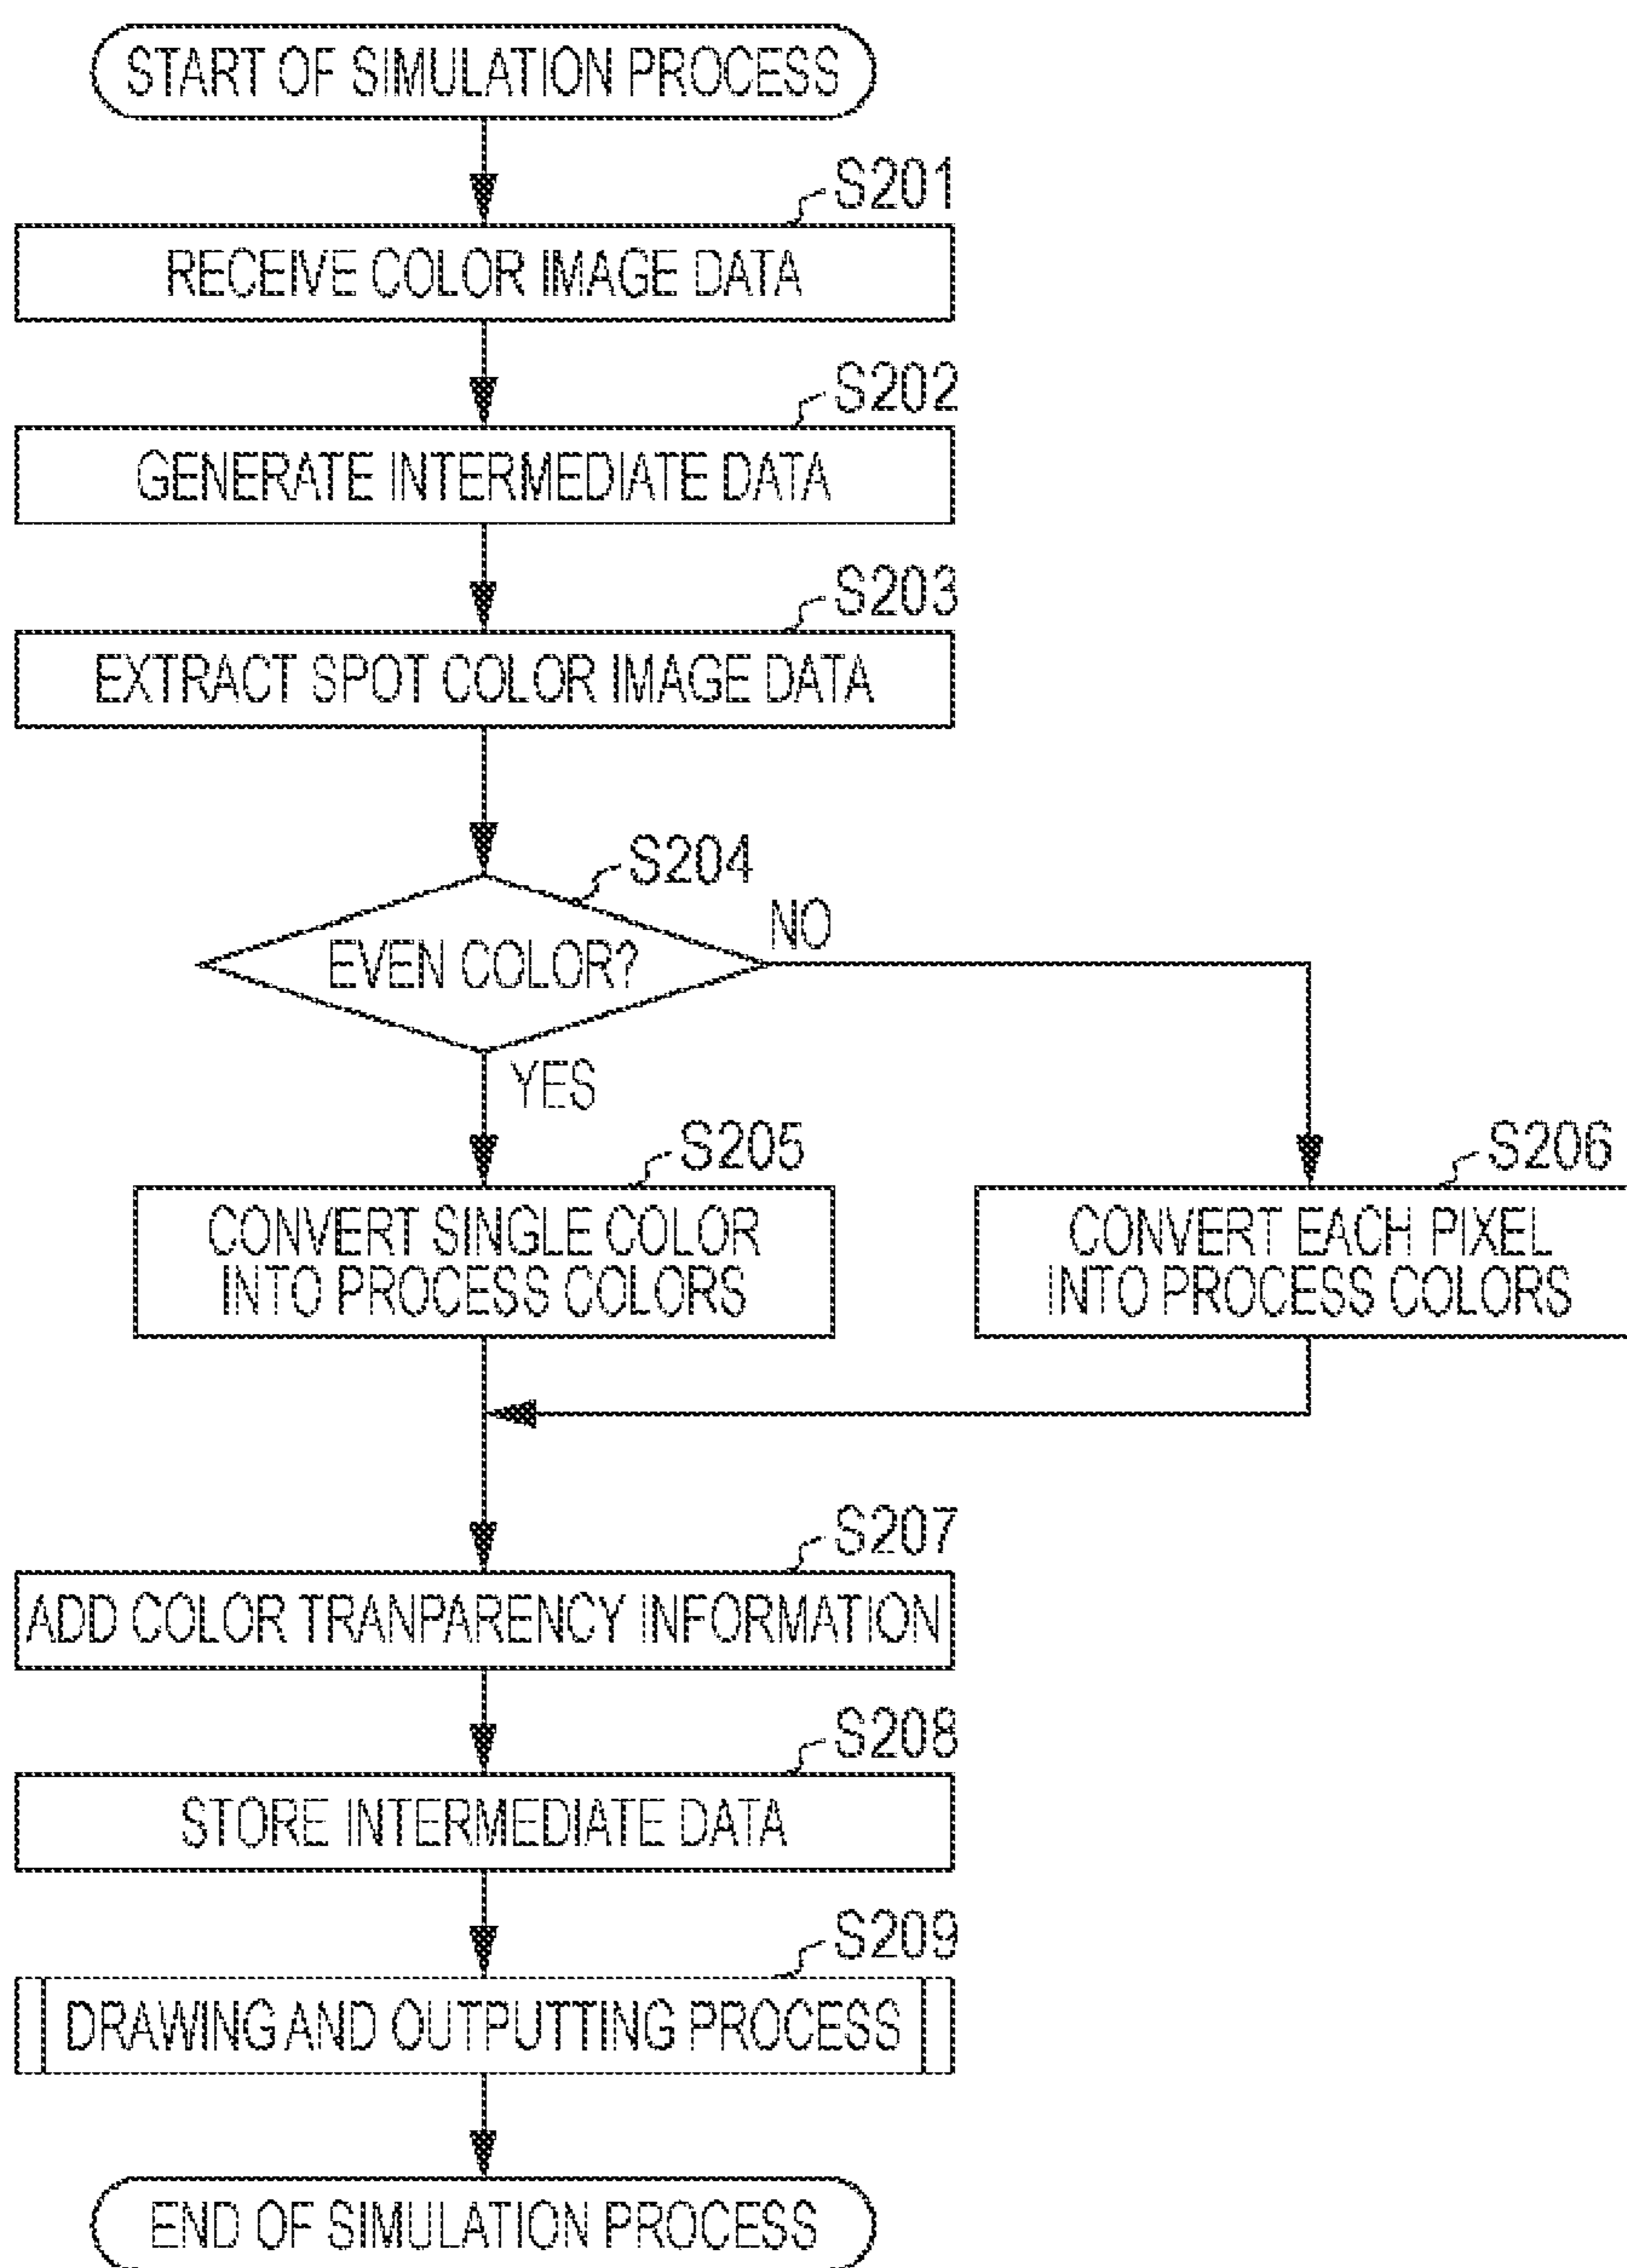 START OF SIMULATION PROCESS
S201
RECEIVE COLOR IMAGE DATA
S202
GENERATE INTERMEDIATE DATA
S203
EXTRACT SPOT COLOR IMAGE DATA
S204
EVEN COLOR?
NO
YES
S205
CONVERT SINGLE COLOR
INTO PROCESS COLORS
S206
CONVERT EACH PIXEL
INTO PROCESS COLORS
S207
ADD COLOR TRANPARENCY INFORMATION
S208
STORE INTERMEDIATE DATA
S209
DRAWING AND OUTPUTTING PROCESS
END OF SIMULATION PROCESS